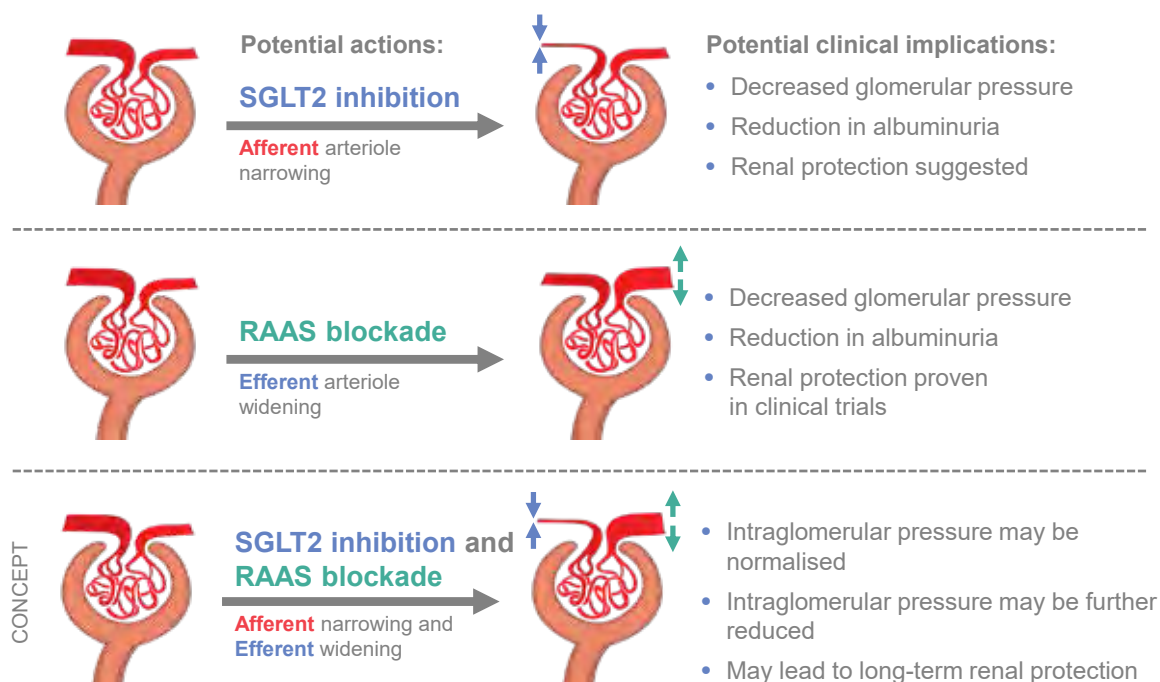 Potential actions:
SGLT2 inhibition
Afferent arteriole
narrowing
Potential clinical implications:
• Decreased glomerular pressure
• Reduction in albuminuria
• Renal protection suggested
RAAS blockade
Efferent arteriole
widening
• Decreased glomerular pressure
• Reduction in albuminuria
• Renal protection proven
in clinical trials
CONCEPT
SGLT2 inhibition and
RAAS blockade
Afferent narrowing and
Efferent widening
• Intraglomerular pressure may be
normalised
• Intraglomerular pressure may be further
reduced
• May lead to long-term renal protection